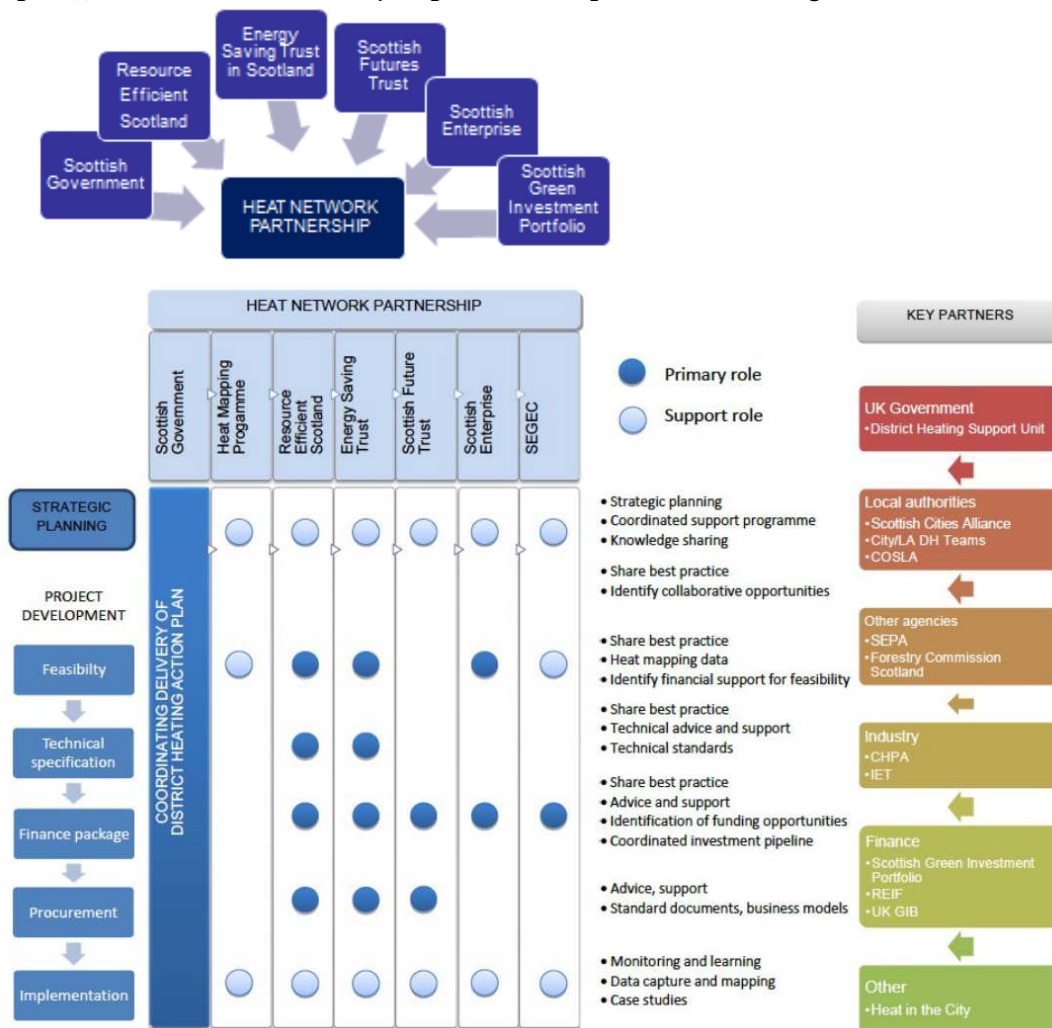 Energy
Saving Trust
in Scotland
Scottish
Futures
Trust
Resource
Efficient
Scotland
Scottish
Enterprise
Scottish
Government
Scottish
Green
Investment
Portfolio
HEAT NETWORK
PARTNERSHIP
HEAT NETWORK PARTNERSHIP
Scottish
Government
Heat Mapping
Progamme
Resource
Efficient
Scotland
Energy Saving
Trust
Scottish Future
Trust
Scottish
Enterprise
SEGEC
Primary role
Support role
STRATEGIC
PLANNING
PROJECT
DEVELOPMENT
Feasibilty
Technical
specification
Finance package
Procurement
Implementation
COORDINATING DELIVERY OF
DISTRICT HEATING ACTION PLAN
• Strategic planning
• Coordinated support programme
• Knowledge sharing
• Share best practice
• Identify collaborative opportunities
• Share best practice
• Heat mapping data
• Identify financial support for feasibility
• Share best practice
• Technical advice and support
• Technical standards
• Share best practice
• Advice and support
• Identification of funding opportunities
• Coordinated investment pipeline
• Advice, support
• Standard documents, business models
• Monitoring and learning
• Data capture and mapping
• Case studies
KEY PARTNERS
UK Government
•District Heating Support Unit
Local authorities
•Scottish Cities Alliance
•City/LA DH Teams
•COSLA
Other agencies
•SEPA
•Forestry Commission
Scotland
Industry
•CHPA
•IET
Finance
•Scottish Green Investment
Portfolio
•REIF
•UK GIB
Other
•Heat in the City